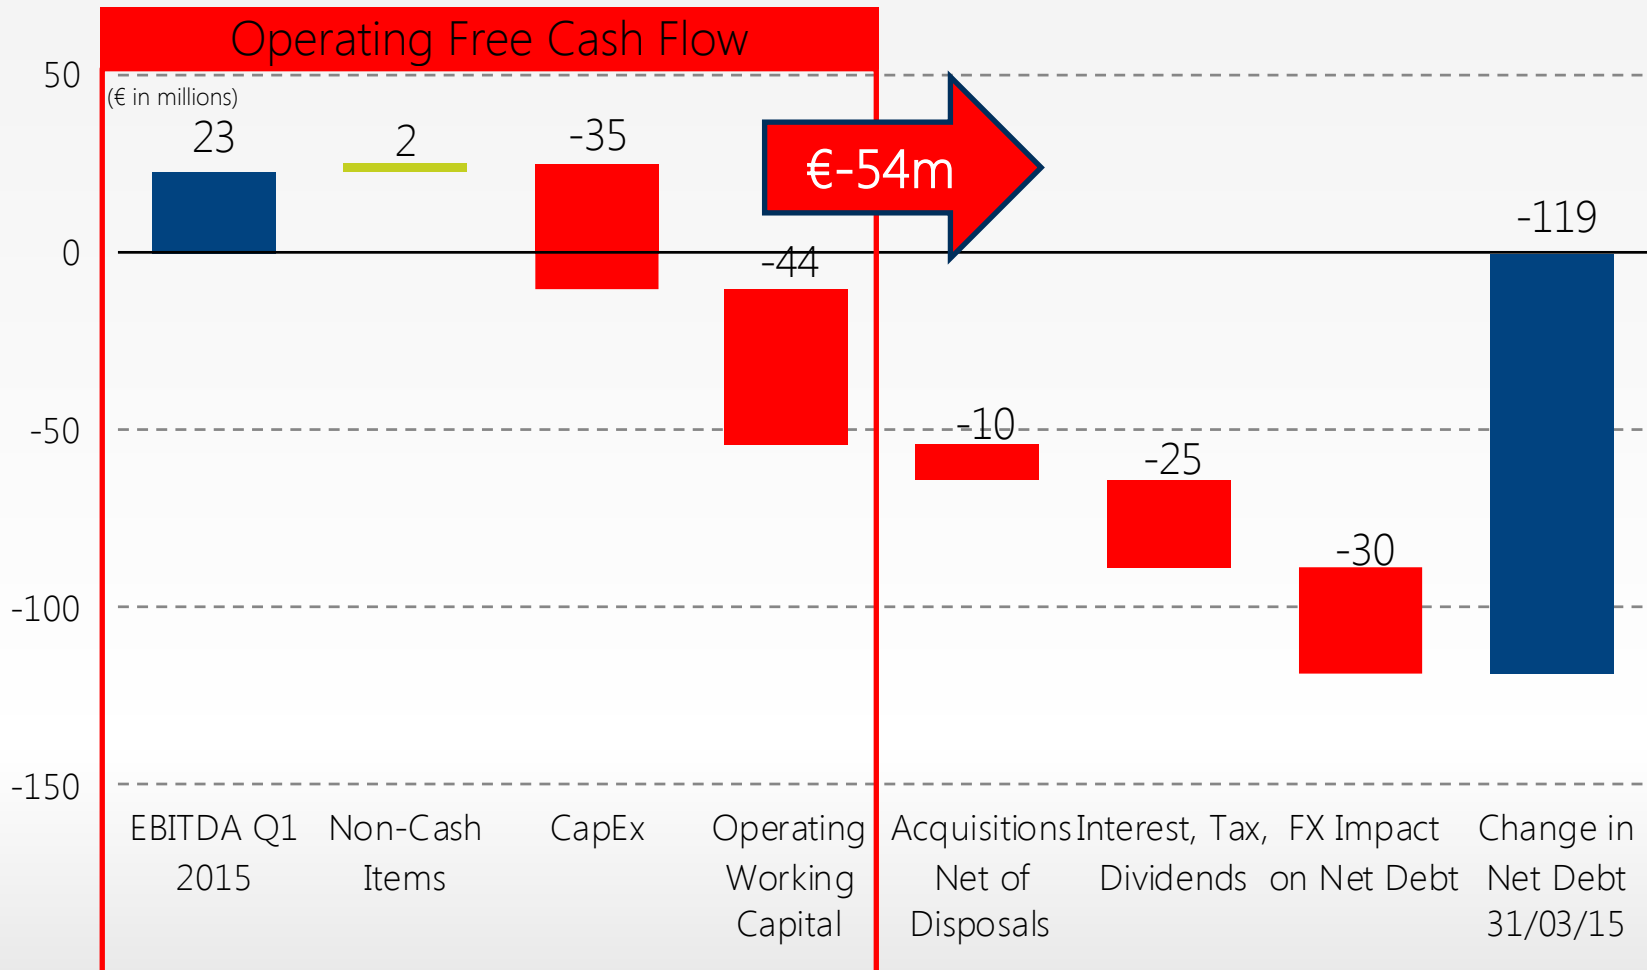 Operating Free Cash Flow
50
(€ in millions)
23
2
-35
€-54m
-119
0
-44
-50
-10
-25
-30
-100
-150
EBITDA Q1
2015
Non-Cash
Items
CapEx
Operating
Working
Capital
Acquisitions
Net of
Disposals
Interest, Tax,
Dividends
FX Impact
on Net Debt
Change in
Net Debt
31/03/15